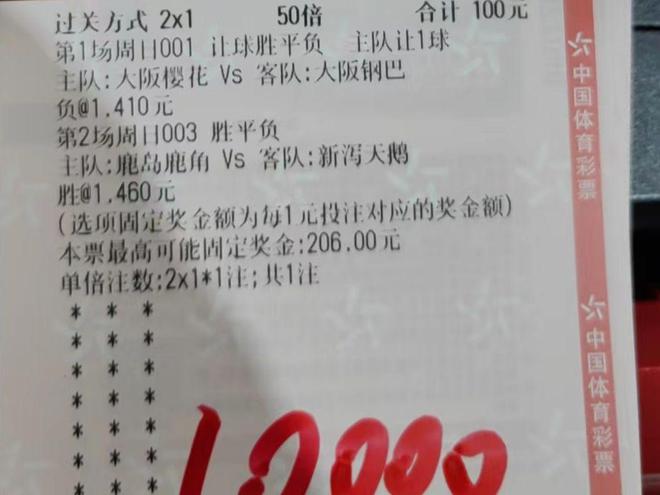 过关方式 2x1 50倍 合计 100元
第1场周日001 让球胜平负 主队让1球
主队:大阪樱花 Vs 客队:大阪钢巴
负@1.410元
第2场周日003 胜平负
主队:鹿岛鹿角 Vs 客队:新泻天鹅
胜@1.460元
(选项固定奖金额为每1元投注对应的奖金额)
本票最高可能固定奖金:206.00元
单倍注数:2x1*1注;共1注
* * *
* * *
* * *
* * *
* * *
* * *
* * *
中国体育彩票
中国体育彩票